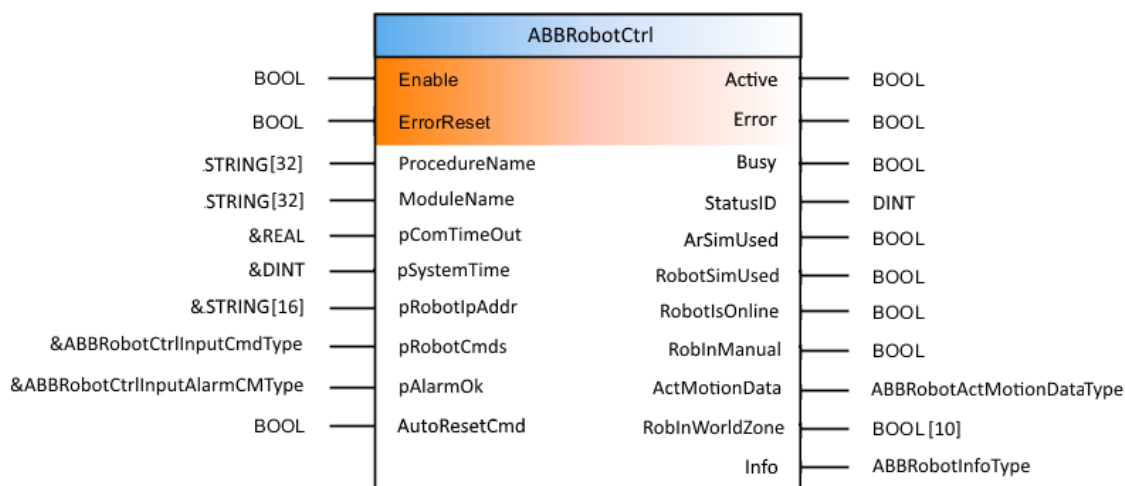 ABBRobotCtrl
BOOL Enable Active BOOL
BOOL ErrorReset Error BOOL
.STRING[32] ProcedureName Busy BOOL
.STRING[32] ModuleName StatusID DINT
&REAL pComTimeOut ArSimUsed BOOL
&DINT pSystemTime RobotSimUsed BOOL
&.STRING[16] pRobotIpAddr RobotIsOnline BOOL
&ABBRobotCtrlInputCmdType pRobotCmds RobInManual BOOL
&ABBRobotCtrlInputAlarmCMType pAlarmOk ActMotionData ABBRobotActMotionDataType
BOOL AutoResetCmd RobInWorldZone BOOL[10]
Info ABBRobotInfoType